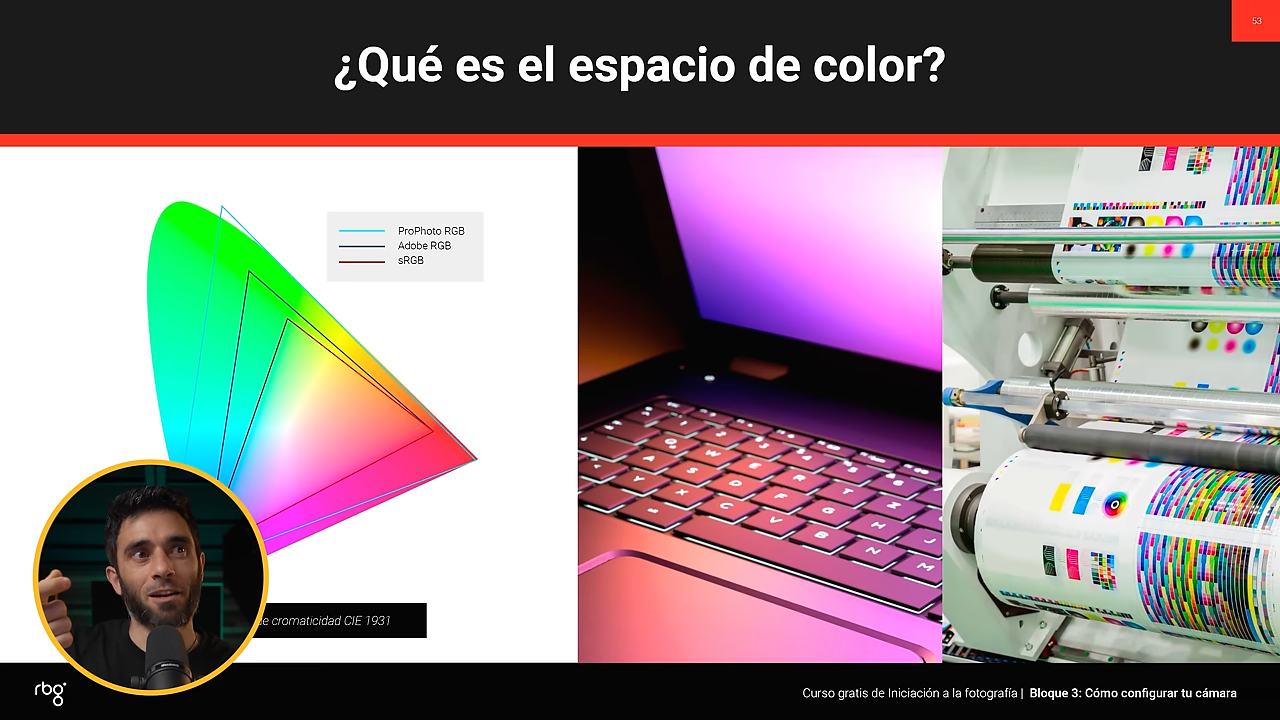 53
¿Qué es el espacio de color?
ProPhoto RGB
Adobe RGB
sRGB
de cromaticidad CIE 1931
rbg
Curso gratis de Iniciación a la fotografía | Bloque 3: Cómo configurar tu cámara